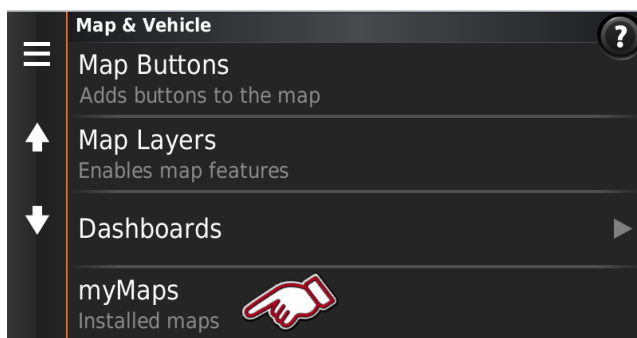 Map & Vehicle
?
Map Buttons
Adds buttons to the map
Map Layers
Enables map features
Dashboards
myMaps
Installed maps